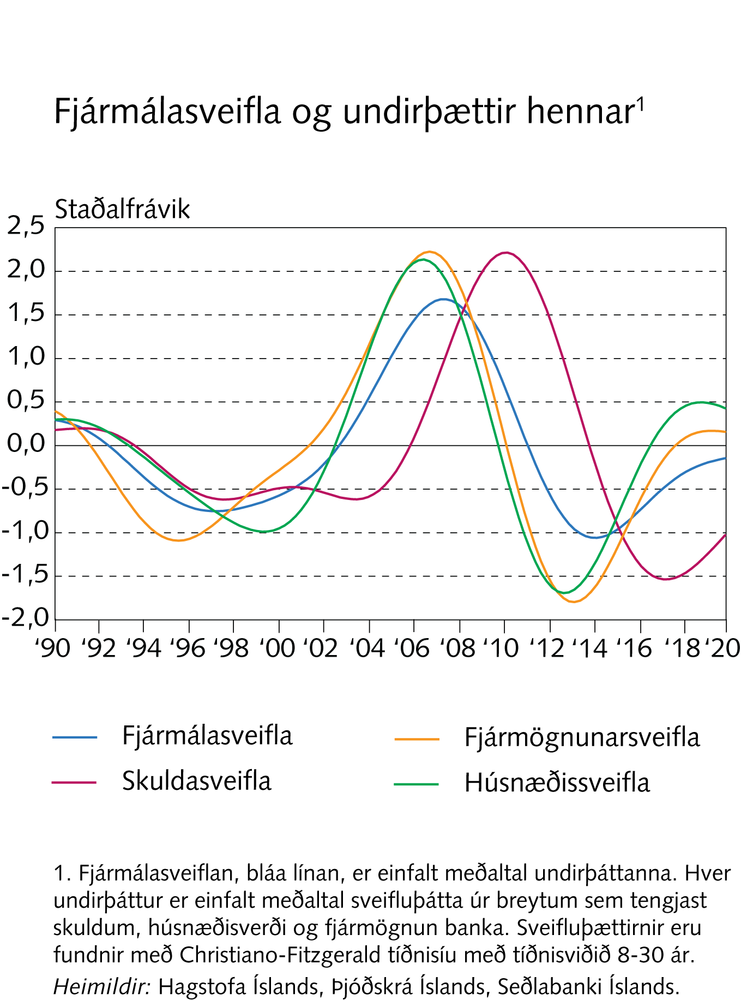 Fjármálasveifla og undirþættir hennar¹
Staðalfrávik
2,5
2,0
1,5
1,0
0,5
0,0
-0,5
-1,0
-1,5
-2,0
‘90 ‘92 ‘94 ‘96 ‘98 ‘00 ‘02 ‘04 ‘06 ‘08 ‘10 ‘12 ‘14 ‘16 ‘18 ‘20
Fjármálasveifla
Fjármögnunarsveifla
Skuldasveifla
Húsnæðissveifla
1. Fjármálasveiflan, bláa línan, er einfalt meðaltal undirþáttanna. Hver
undirþáttur er einfalt meðaltal sveifluþátta úr breytum sem tengjast
skuldum, húsnæðisverði og fjármögnun banka. Sveifluþættirnir eru
fundnir með Christiano-Fitzgerald tíðnisíu með tíðnisviðið 8-30 ár.
Heimildir: Hagstofa Íslands, Þjóðskrá Íslands, Seðlabanki Íslands.